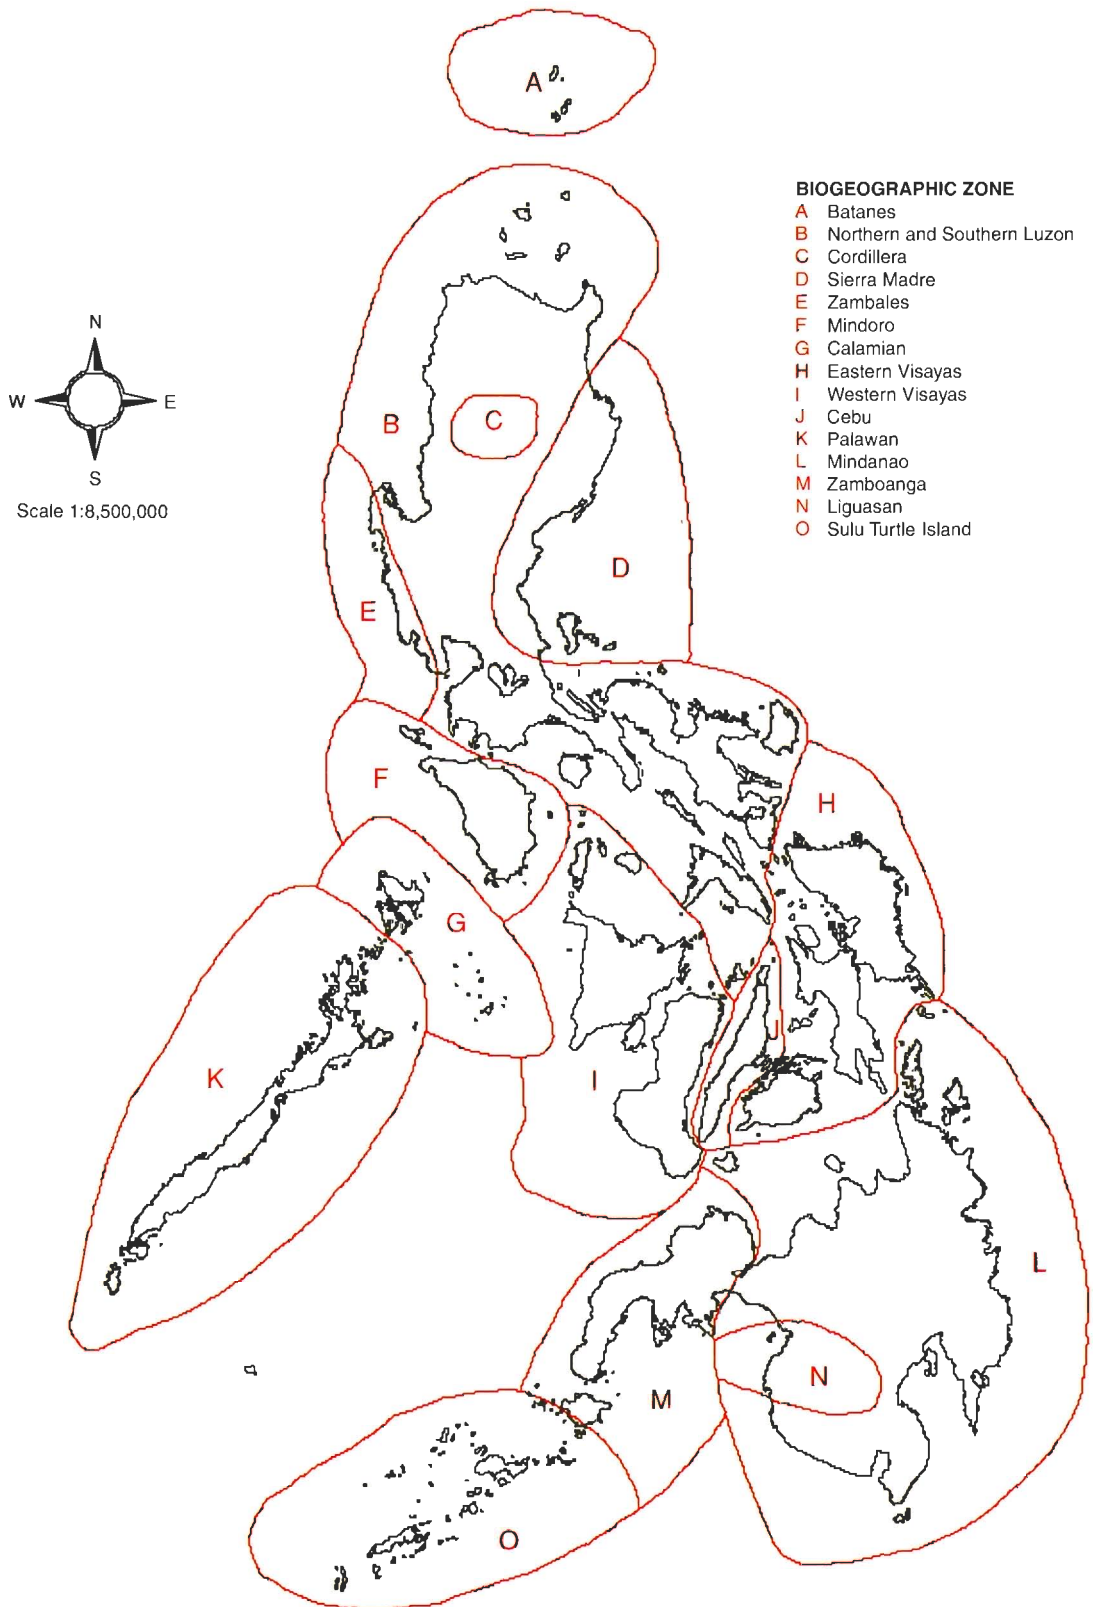 A
BIOGEOGRAPHIC ZONE
A Batanes
B Northern and Southern Luzon
C Cordillera
D Sierra Madre
E Zambales
F Mindoro
G Calamian
H Eastern Visayas
I Western Visayas
J Cebu
K Palawan
L Mindanao
M Zamboanga
N Liguasan
O Sulu Turtle Island
N
W E
S
Scale 1:8,500,000
B
C
D
E
F
H
G
J
K
I
L
N
M
O